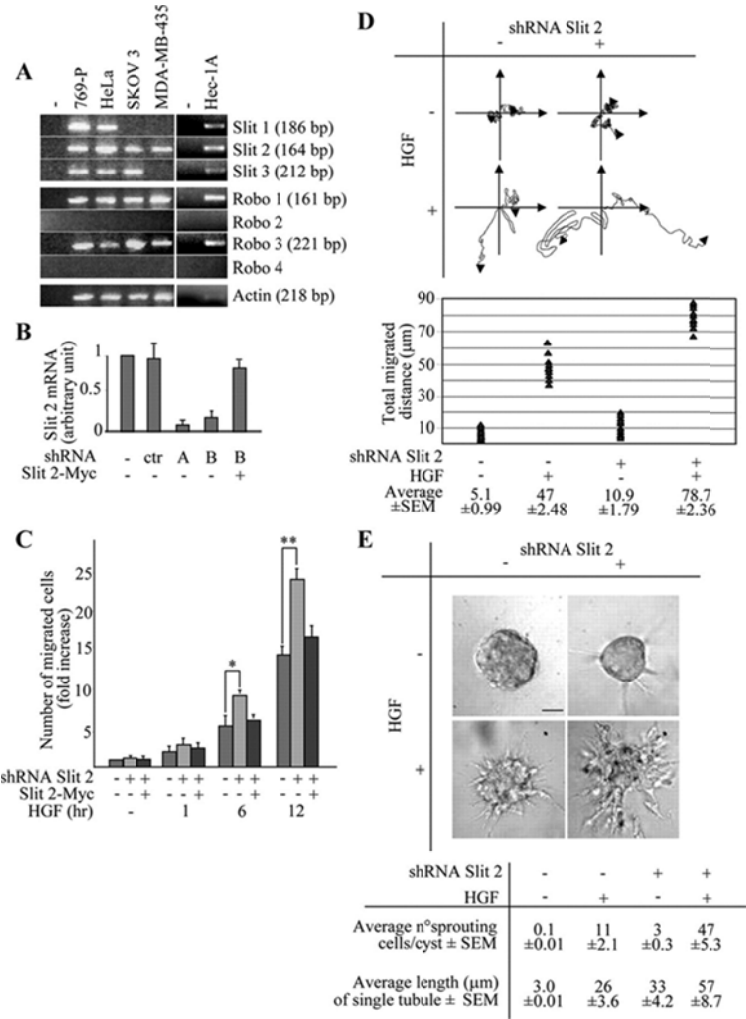 A
- 769-P HeLa SKOV 3 MDA-MB-435 - Hec-1A
Slit 1 (186 bp)
Slit 2 (164 bp)
Slit 3 (212 bp)
Robo 1 (161 bp)
Robo 2
Robo 3 (221 bp)
Robo 4
Actin (218 bp)
B
Slit 2 mRNA
(arbitrary unit)
1
0.5
shRNA - ctr A B B
Slit 2-Myc +
C
Number of migrated cells
(fold increase)
25
20
15
10
5
*
**
shRNA Slit 2 - + + - + + - + + - + +
Slit 2-Myc - - + - - + - - + - - +
HGF (hr) - 1 6 12
D
shRNA Slit 2
- +
HGF
-
+
Total migrated
distance (µm)
90
70
50
30
10
shRNA Slit 2 - - + +
HGF - + - +
Average 5.1 47 10.9 78.7
±SEM ±0.99 ±2.48 ±1.79 ±2.36
E
shRNA Slit 2
- +
HGF
-
+
shRNA Slit 2 - - + +
HGF - + - +
Average n°sprouting 0.1 11 3 47
cells/cyst ± SEM ±0.01 ±2.1 ±0.3 ±5.3
Average length (µm) 3.0 26 33 57
of single tubule ± SEM ±0.01 ±3.6 ±4.2 ±8.7